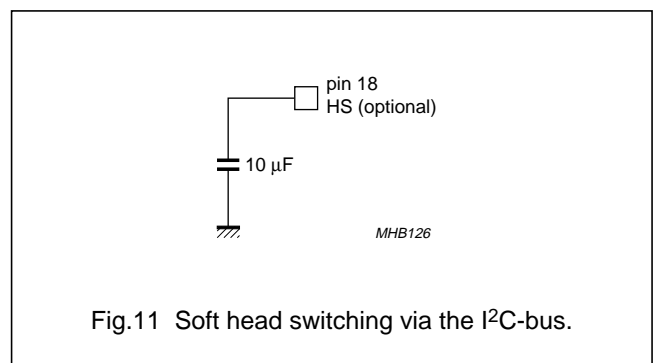 pin 18
HS (optional)
10 μF
MHB126
Fig.11 Soft head switching via the I²C-bus.